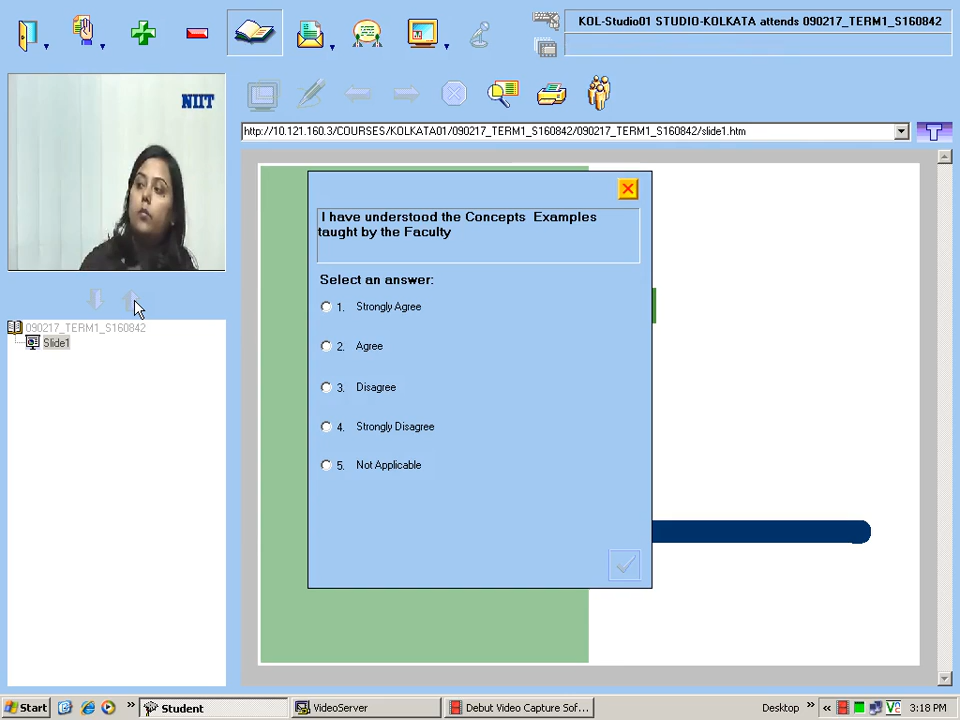 KOL-Studio01 STUDIO-KOLKATA attends 090217_TERM1_S160842
NIIT
http://10.121.160.3/COURSES/KOLKATA01/090217_TERM1_S160842/090217_TERM1_S160842/slide1.htm
T
I have understood the Concepts Examples
taught by the Faculty
Select an answer:
1. Strongly Agree
2. Agree
3. Disagree
4. Strongly Disagree
5. Not Applicable
090217_TERM1_S160842
Slide1
Start
Student
VideoServer
Debut Video Capture Sof...
Desktop
3:18 PM